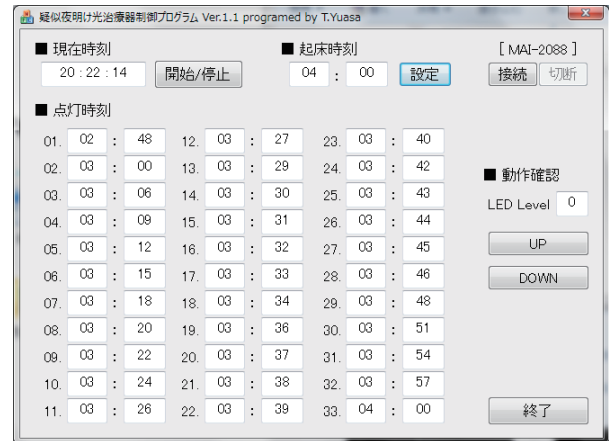 疑似夜明け光治療器制御プログラム Ver.1.1 programed by T.Yuasa
■ 現在時刻 ■ 起床時刻 [ MAI-2088 ]
20 : 22 : 14 開始/停止 04 : 00 設定 接続 切断
■ 点灯時刻
01. 02 : 48 12. 03 : 27 23. 03 : 40
02. 03 : 00 13. 03 : 29 24. 03 : 42
■ 動作確認
03. 03 : 06 14. 03 : 30 25. 03 : 43
LED Level 0
04. 03 : 09 15. 03 : 31 26. 03 : 44
05. 03 : 12 16. 03 : 32 27. 03 : 45
UP
06. 03 : 15 17. 03 : 33 28. 03 : 46
DOWN
07. 03 : 18 18. 03 : 34 29. 03 : 48
08. 03 : 20 19. 03 : 36 30. 03 : 51
09. 03 : 22 20. 03 : 37 31. 03 : 54
10. 03 : 24 21. 03 : 38 32. 03 : 57
11. 03 : 26 22. 03 : 39 33. 04 : 00
終了